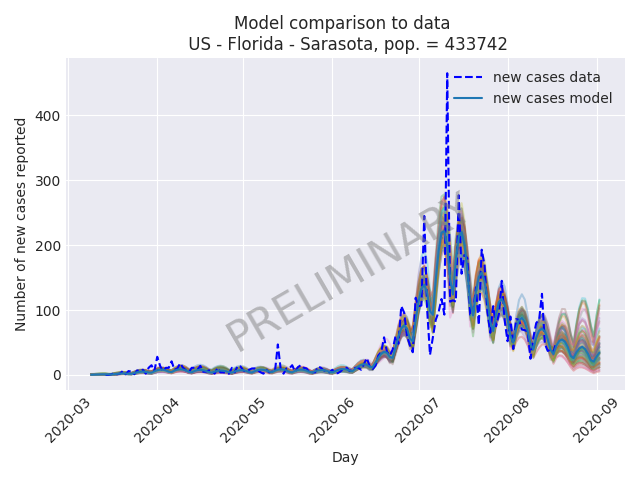 Model comparison to data
US - Florida - Sarasota, pop. = 433742
new cases data
new cases model
PRELIMINARY
Number of new cases reported
400
300
200
100
0
2020-03
2020-04
2020-05
2020-06
2020-07
2020-08
2020-09
Day